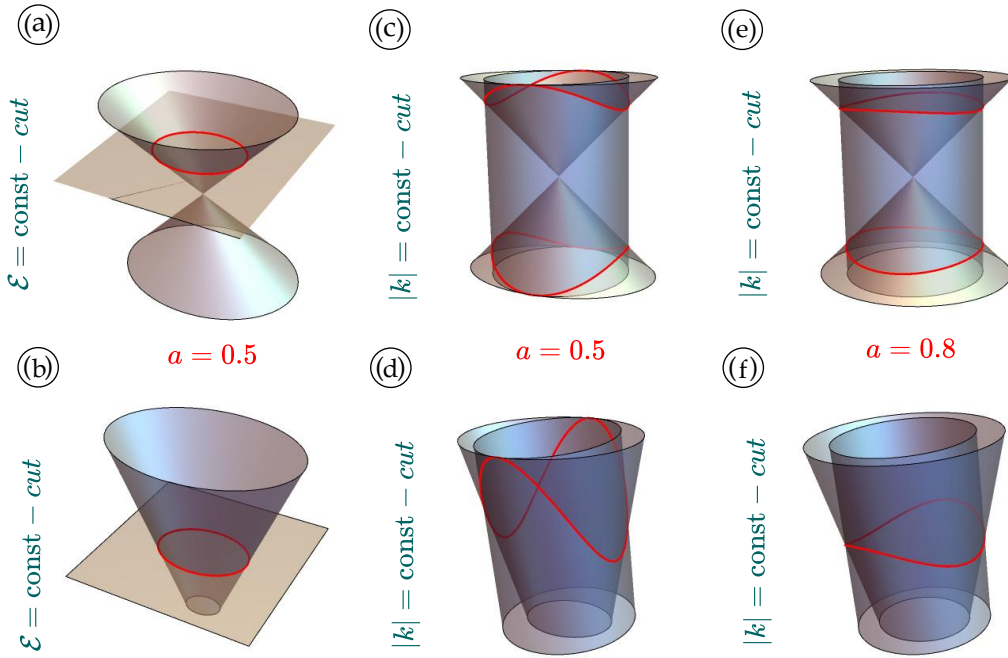 (a)
(c)
(e)
ℰ = const − cut
|k| = const − cut
|k| = const − cut
a = 0.5
a = 0.5
a = 0.8
(b)
(d)
(f)
ℰ = const − cut
|k| = const − cut
|k| = const − cut